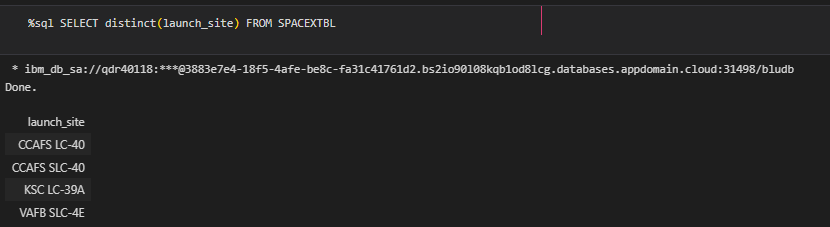 %sql SELECT distinct(launch_site) FROM SPACEXTBL
* ibm_db_sa://qdr40118:***@3883e7e4-18f5-4afe-be8c-fa31c41761d2.bs2io90l08kqb1od8lcg.databases.appdomain.cloud:31498/bludb
Done.
launch_site
CCAFS LC-40
CCAFS SLC-40
KSC LC-39A
VAFB SLC-4E